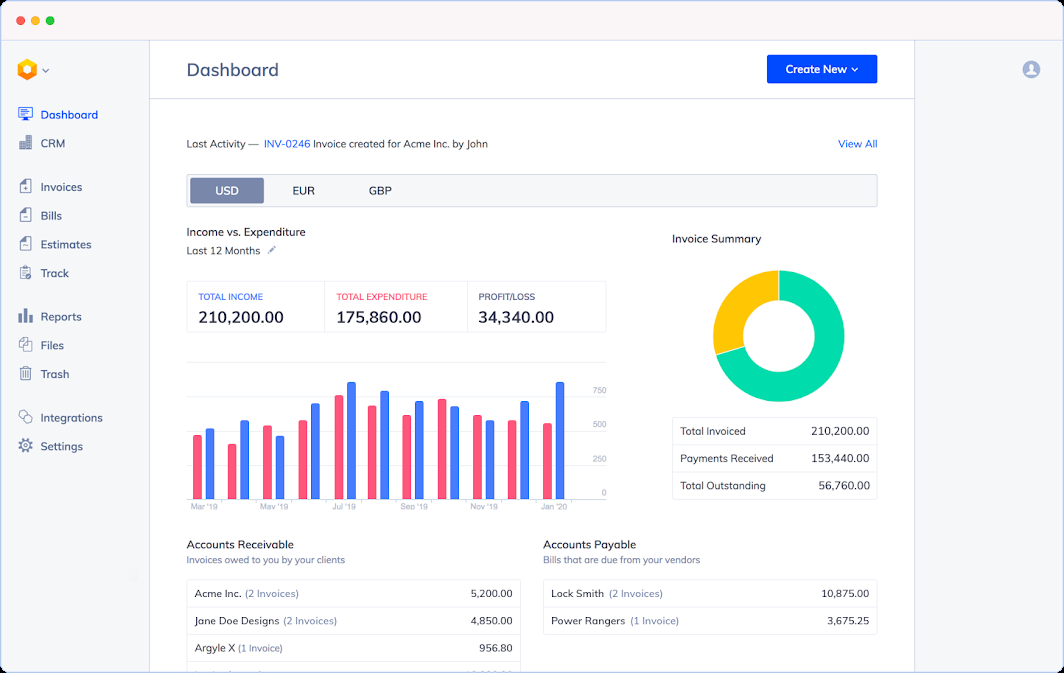 Dashboard
Create New
Dashboard
CRM
Invoices
Bills
Estimates
Track
Reports
Files
Trash
Integrations
Settings
Last Activity — INV-0246 Invoice created for Acme Inc. by John
View All
USD EUR GBP
Income vs. Expenditure
Last 12 Months
TOTAL INCOME TOTAL EXPENDITURE PROFIT/LOSS
210,200.00 175,860.00 34,340.00
750
500
250
0
Mar '19 May '19 Jul '19 Sep '19 Nov '19 Jan '20
Invoice Summary
Total Invoiced 210,200.00
Payments Received 153,440.00
Total Outstanding 56,760.00
Accounts Receivable
Invoices owed to you by your clients
Acme Inc. (2 Invoices) 5,200.00
Jane Doe Designs (2 Invoices) 4,850.00
Argyle X (1 Invoice) 956.80
Accounts Payable
Bills that are due from your vendors
Lock Smith (2 Invoices) 10,875.00
Power Rangers (1 Invoice) 3,675.25